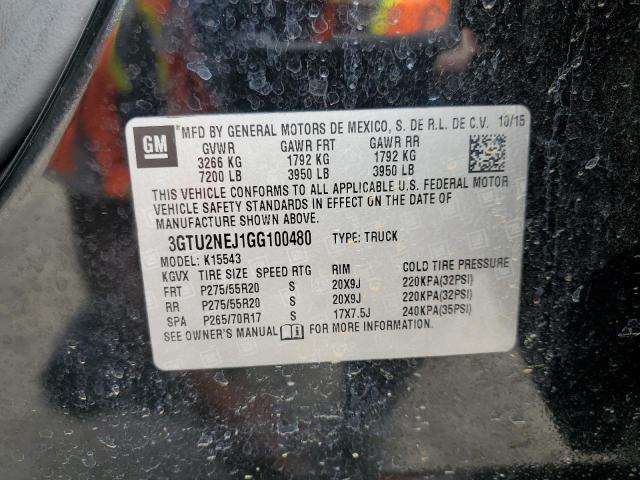 GM
MFD BY GENERAL MOTORS DE MEXICO, S. DE R.L. DE C.V. 10/15
GVWR GAWR FRT GAWR RR
3266 KG 1792 KG 1792 KG
7200 LB 3950 LB 3950 LB
THIS VEHICLE CONFORMS TO ALL APPLICABLE U.S. FEDERAL MOTOR
VEHICLE SAFETY STANDARDS IN EFFECT ON THE DATE OF
MANUFACTURE SHOWN ABOVE.
3GTU2NEJ1GG100480 TYPE: TRUCK
MODEL: K15543
KGVX TIRE SIZE SPEED RTG RIM COLD TIRE PRESSURE
FRT P275/55R20 S 20X9J 220KPA(32PSI)
RR P275/55R20 S 20X9J 220KPA(32PSI)
SPA P265/70R17 S 17X7.5J 240KPA(35PSI)
SEE OWNER'S MANUAL FOR MORE INFORMATION.